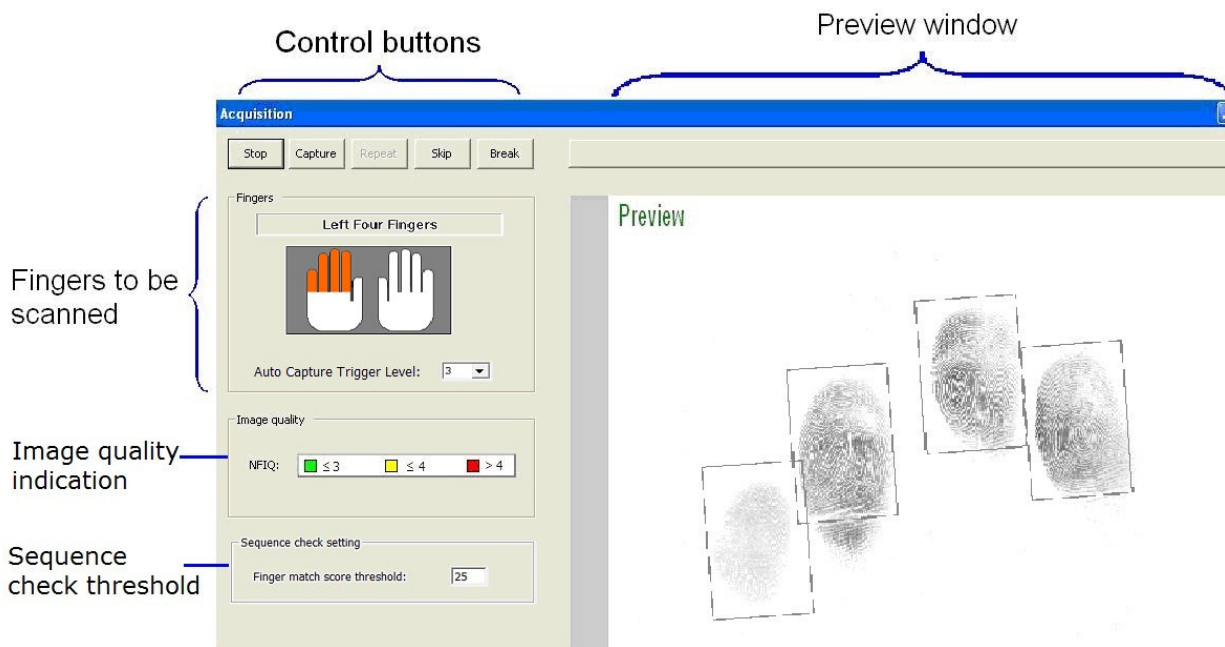 Control buttons
Preview window
Acquisition
Stop Capture Repeat Skip Break
Fingers
Left Four Fingers
Preview
Fingers to be
scanned
Auto Capture Trigger Level: 3
Image quality
Image quality
indication
NFIQ: ≤ 3 ≤ 4 > 4
Sequence check setting
Sequence
check threshold
Finger match score threshold: 25